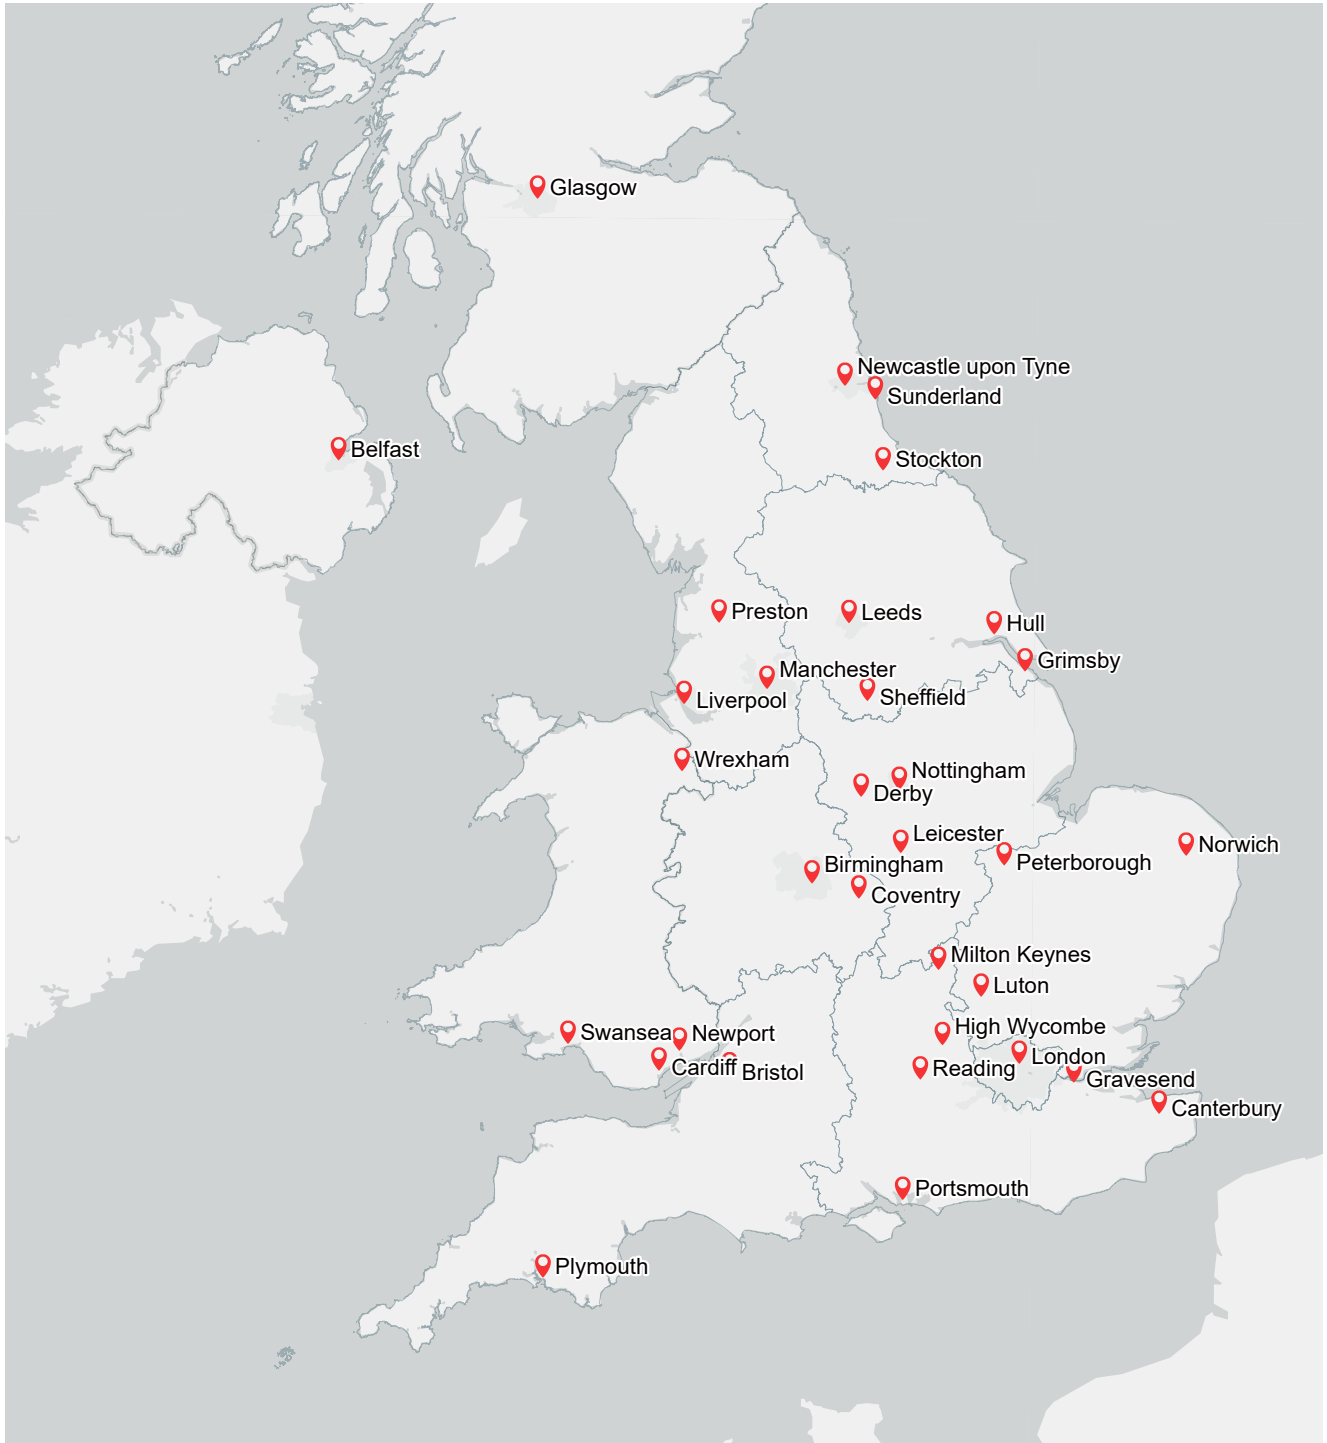 Glasgow
Newcastle upon Tyne
Sunderland
Belfast
Stockton
Preston
Leeds
Hull
Grimsby
Manchester
Sheffield
Liverpool
Wrexham
Nottingham
Derby
Leicester
Norwich
Peterborough
Birmingham
Coventry
Milton Keynes
Luton
High Wycombe
Swansea
Newport
London
Cardiff
Bristol
Reading
Gravesend
Canterbury
Portsmouth
Plymouth